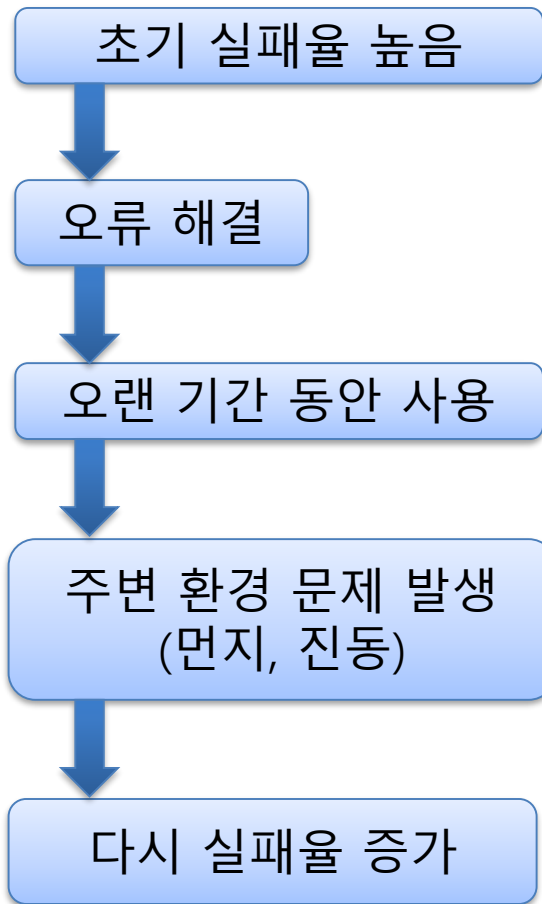 초기 실패율 높음
오류 해결
오랜 기간 동안 사용
주변 환경 문제 발생
(먼지, 진동)
다시 실패율 증가